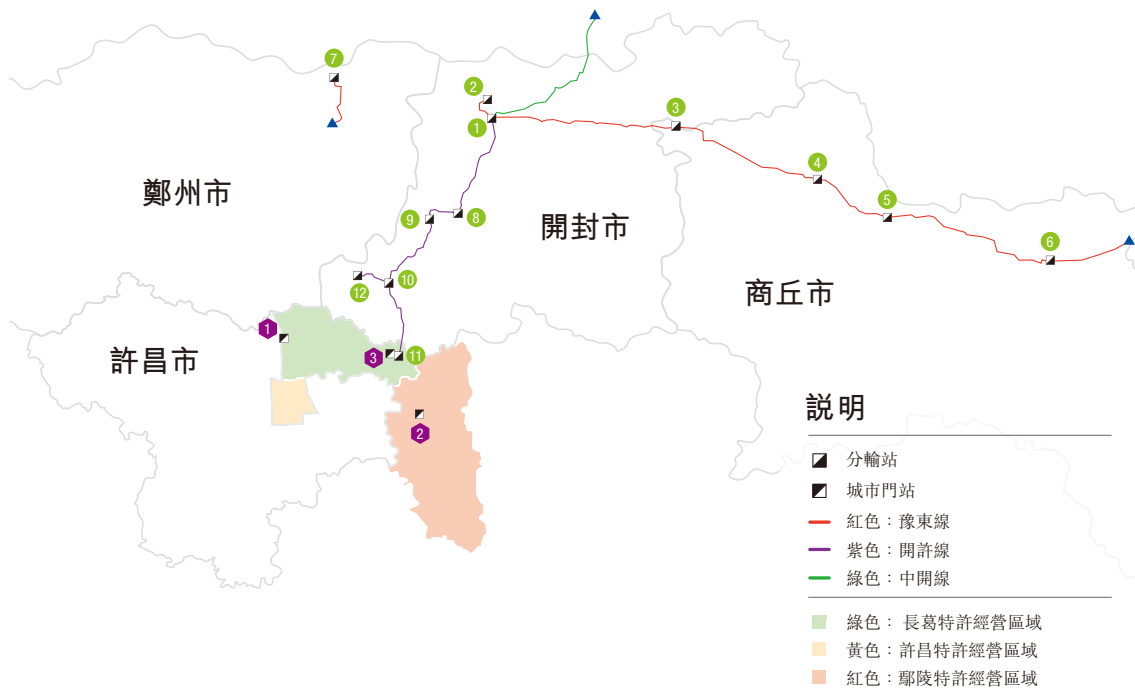 7
2
1
3
4
5
6
鄭州市
開封市
商丘市
許昌市
8
9
10
12
11
1
3
2
説明
分輸站
城市門站
紅色：豫東線
紫色：開許線
綠色：中開線
綠色：長葛特許經營區域
黃色：許昌特許經營區域
紅色：鄢陵特許經營區域